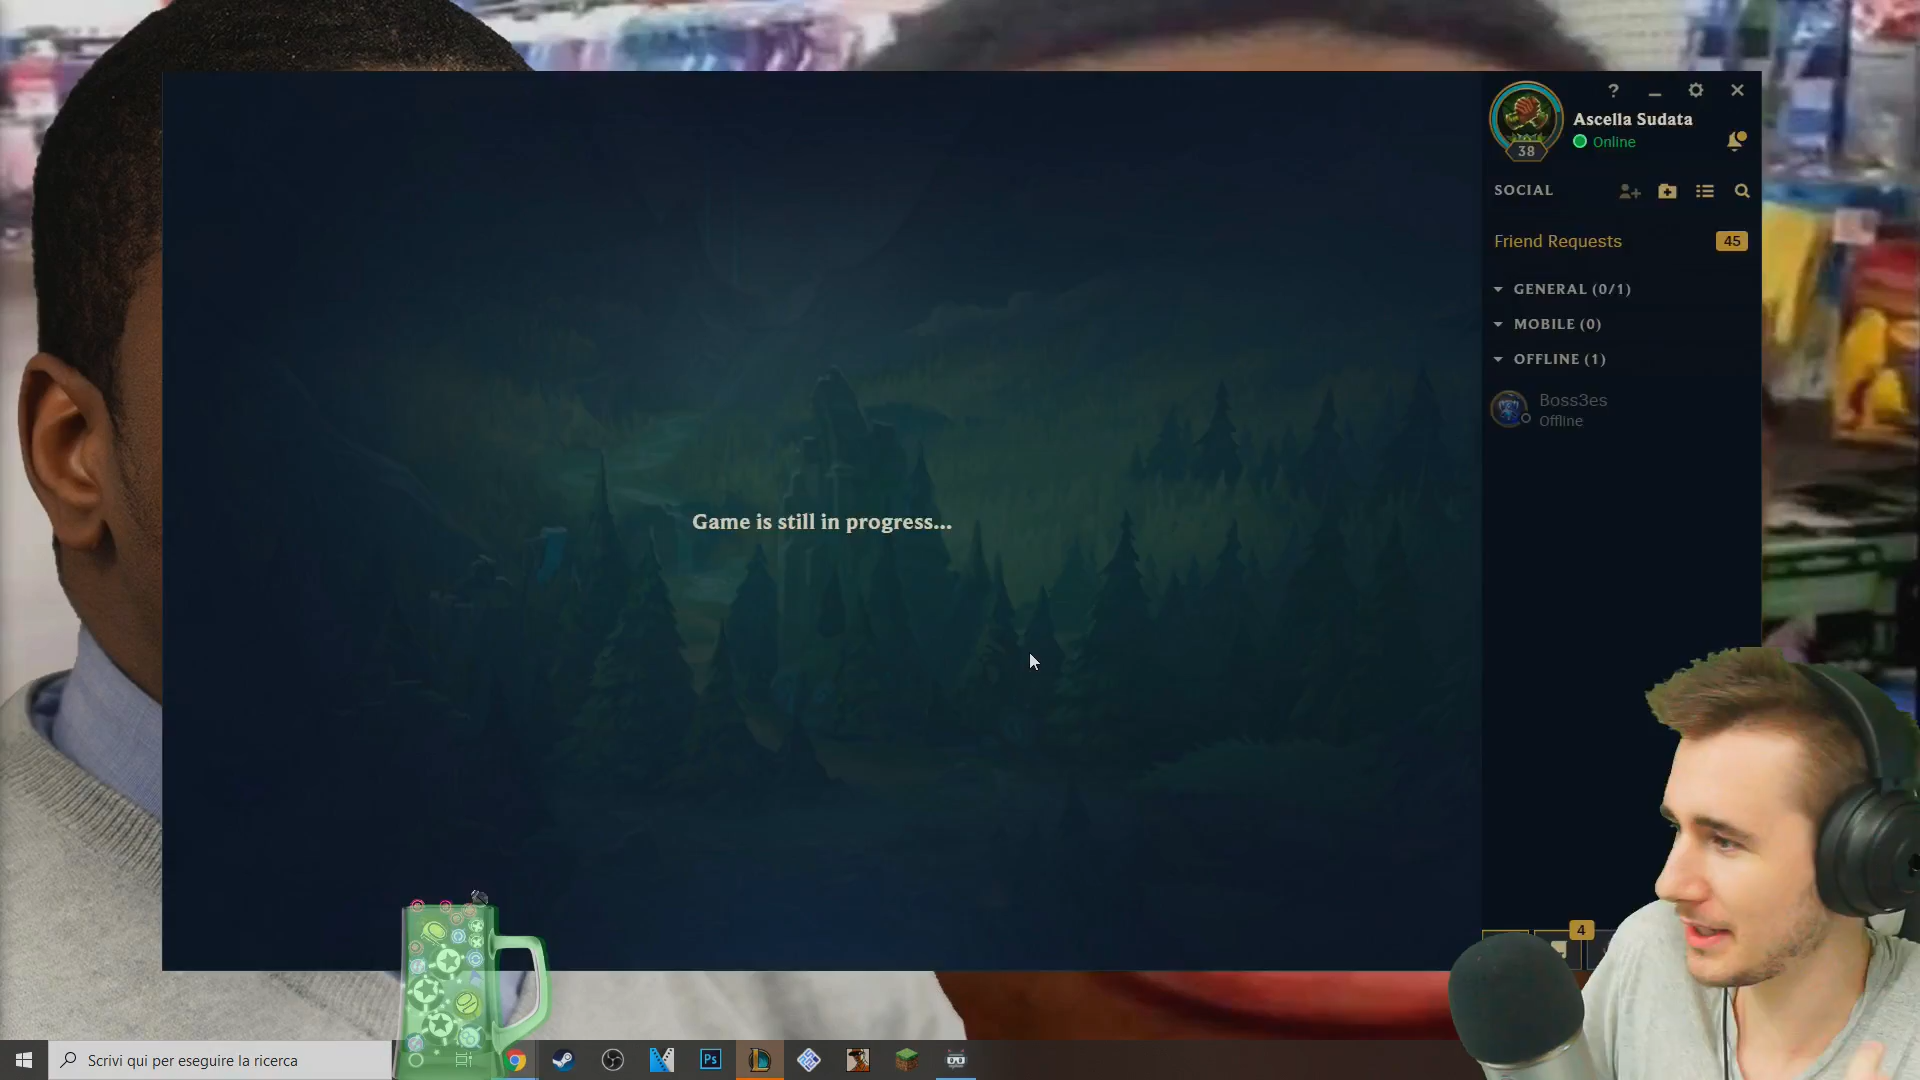 ?
Ascella Sudata
Online
38
SOCIAL
Friend Requests
45
GENERAL (0/1)
MOBILE (0)
OFFLINE (1)
Boss3es
Offline
Game is still in progress...
4
Scrivi qui per eseguire la ricerca
Ps